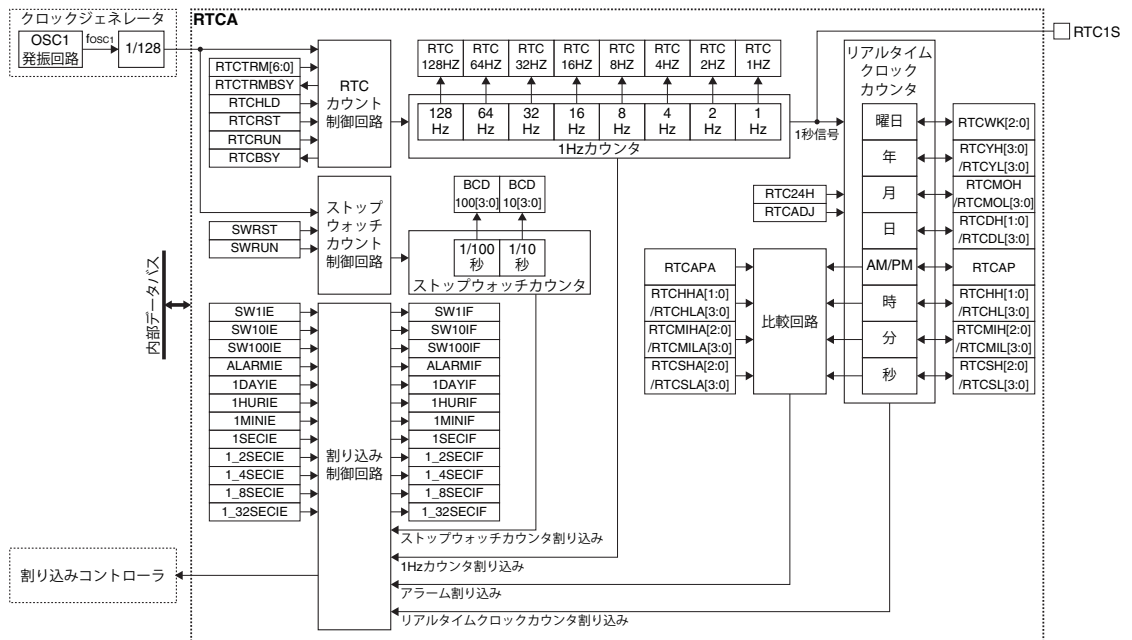 クロックジェネレータ
OSC1
発振回路
fOSC1
1/128
RTCA
RTCTRM[6:0]
RTCTRMBSY
RTCHLD
RTCRST
RTCRUN
RTCBSY
RTC
カウント
制御回路
RTC
128HZ
RTC
64HZ
RTC
32HZ
RTC
16HZ
RTC
8HZ
RTC
4HZ
RTC
2HZ
RTC
1HZ
128
Hz
64
Hz
32
Hz
16
Hz
8
Hz
4
Hz
2
Hz
1
Hz
1Hzカウンタ
1秒信号
RTC1S
リアルタイム
クロック
カウンタ
曜日
年
月
日
AM/PM
時
分
秒
RTCWK[2:0]
RTCYH[3:0]
/RTCYL[3:0]
RTCMOH
/RTCMOL[3:0]
RTCDH[1:0]
/RTCDL[3:0]
RTCAP
RTCHH[1:0]
/RTCHL[3:0]
RTCMIH[2:0]
/RTCMIL[3:0]
RTCSH[2:0]
/RTCSL[3:0]
RTC24H
RTCADJ
RTCAPA
RTCHHA[1:0]
/RTCHLA[3:0]
RTCMIHA[2:0]
/RTCMILA[3:0]
RTCSHA[2:0]
/RTCSLA[3:0]
比較回路
SWRST
SWRUN
ストップ
ウォッチ
カウント
制御回路
BCD
100[3:0]
BCD
10[3:0]
1/100
秒
1/10
秒
ストップウォッチカウンタ
内部データバス
SW1IE
SW10IE
SW100IE
ALARMIE
1DAYIE
1HURIE
1MINIE
1SECIE
1_2SECIE
1_4SECIE
1_8SECIE
1_32SECIE
割り込み
制御回路
SW1IF
SW10IF
SW100IF
ALARMIF
1DAYIF
1HURIF
1MINIF
1SECIF
1_2SECIF
1_4SECIF
1_8SECIF
1_32SECIF
ストップウォッチカウンタ割り込み
1Hzカウンタ割り込み
アラーム割り込み
リアルタイムクロックカウンタ割り込み
割り込みコントローラ